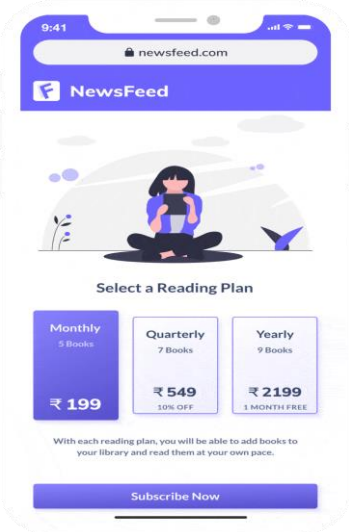 9:41
newsfeed.com
F NewsFeed
Select a Reading Plan
Monthly
5 Books
₹ 199
Quarterly
7 Books
₹ 549
10% OFF
Yearly
9 Books
₹ 2199
1 MONTH FREE
With each reading plan, you will be able to add books to
your library and read them at your own pace.
Subscribe Now